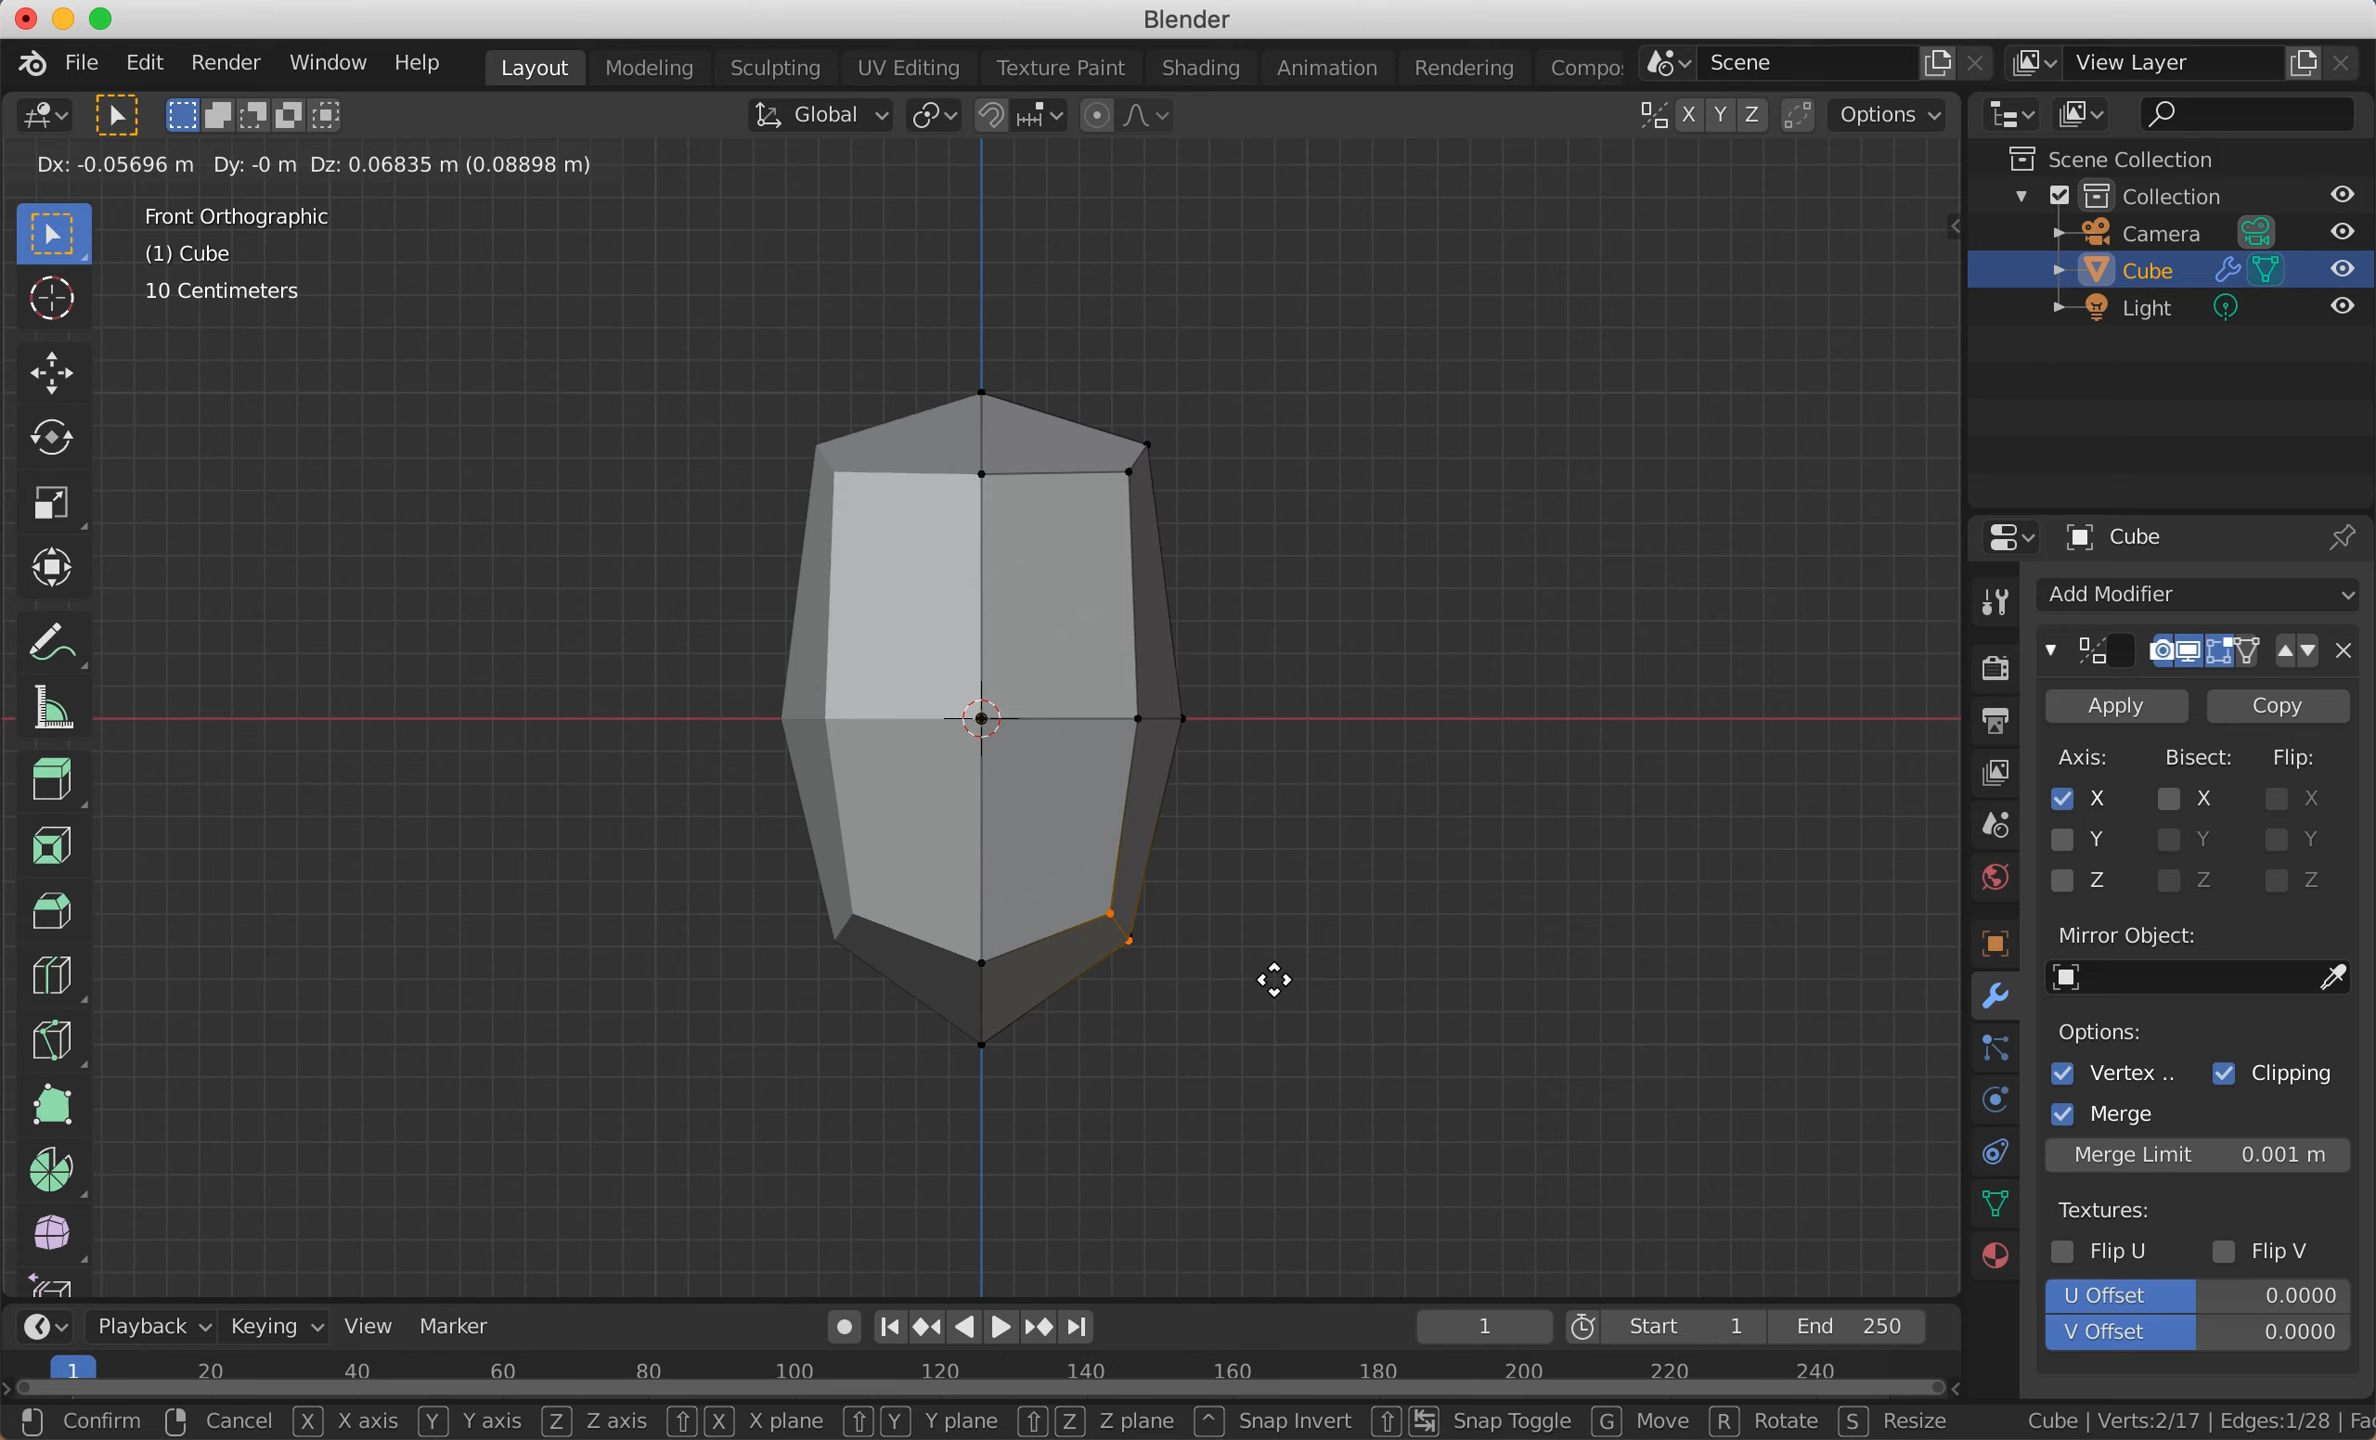 Blender
File Edit Render Window Help Layout Modeling Sculpting UV Editing Texture Paint Shading Animation Rendering Compo Scene View Layer
Global X Y Z Options
Dx: -0.05696 m Dy: -0 m Dz: 0.06835 m (0.08898 m)
Front Orthographic
(1) Cube
10 Centimeters
Scene Collection
Collection
Camera
Cube
Light
Cube
Add Modifier
Apply Copy
Axis: Bisect: Flip:
X X X
Y Y Y
Z Z Z
Mirror Object:
Options:
Vertex .. Clipping
Merge
Merge Limit 0.001 m
Textures:
Flip U Flip V
U Offset 0.0000
V Offset 0.0000
Playback Keying View Marker 1 Start 1 End 250
1 20 40 60 80 100 120 140 160 180 200 220 240
Confirm Cancel X X axis Y Y axis Z Z axis X X plane Y Y plane Z Z plane ^ Snap Invert Snap Toggle G Move R Rotate S Resize Cube | Verts:2/17 | Edges:1/28 | Fac